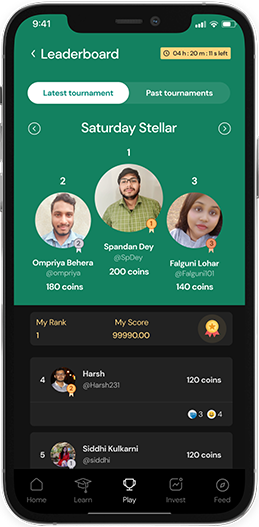 9:41
Leaderboard
04 h : 20 m : 11 s left
Latest tournament
Past tournaments
Saturday Stellar
1
2
3
Spandan Dey
@SpDey
200 coins
Ompriya Behera
@ompriya
180 coins
Falguni Lohar
@Falguni101
140 coins
My Rank
My Score
1
99990.00
4
Harsh
@Harsh231
120 coins
3
4
5
Siddhi Kulkarni
@siddhi
120 coins
Home
Learn
Play
Invest
Feed